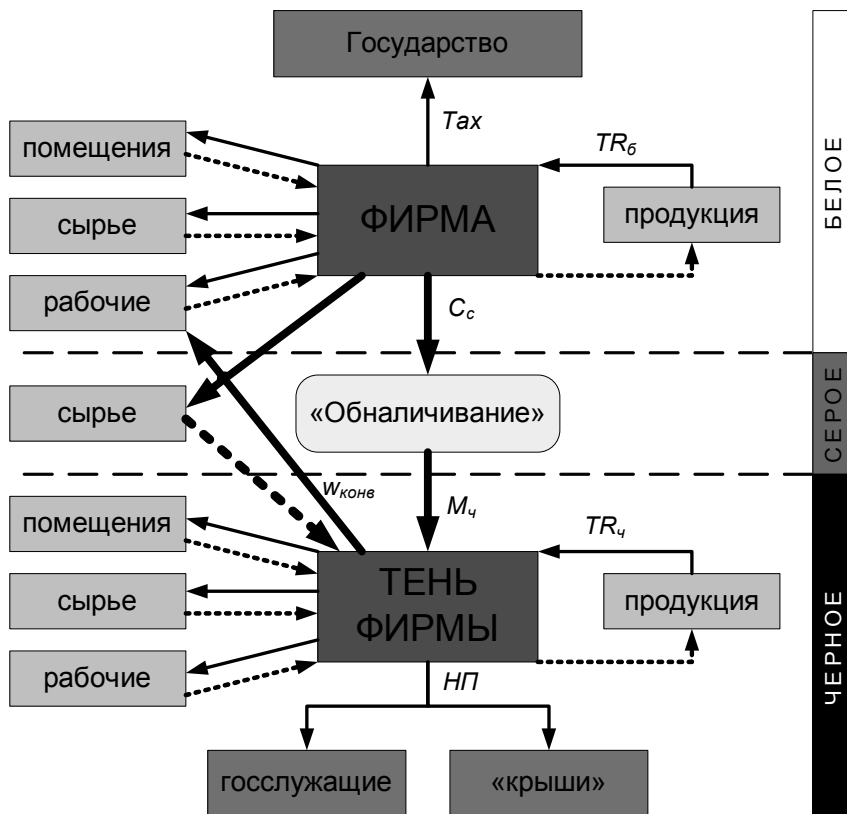 Государство
Tax
TRб
помещения
ФИРМА
сырье
продукция
рабочие
Cс
сырье
«Обналичивание»
wконв
Mч
помещения
TRч
ТЕНЬ
ФИРМЫ
сырье
продукция
рабочие
НП
госслужащие
«крыши»
БЕЛОЕ
СЕРОЕ
ЧЕРНОЕ